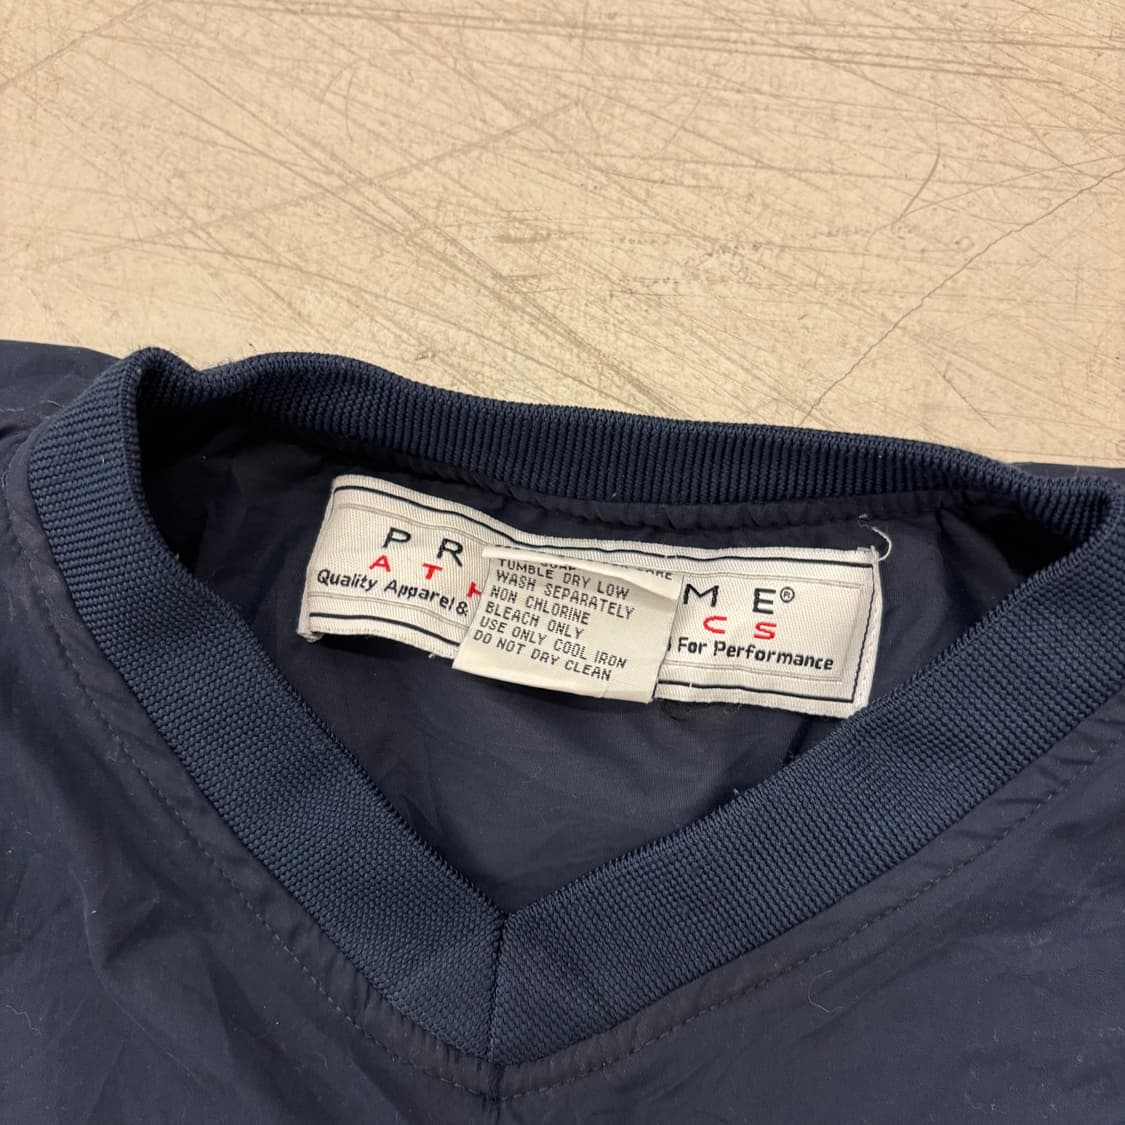 P R M E®
A T H C S
Quality Apparel & For Performance
TUMBLE DRY LOW
WASH SEPARATELY
NON CHLORINE
BLEACH ONLY
USE ONLY COOL IRON
DO NOT DRY CLEAN